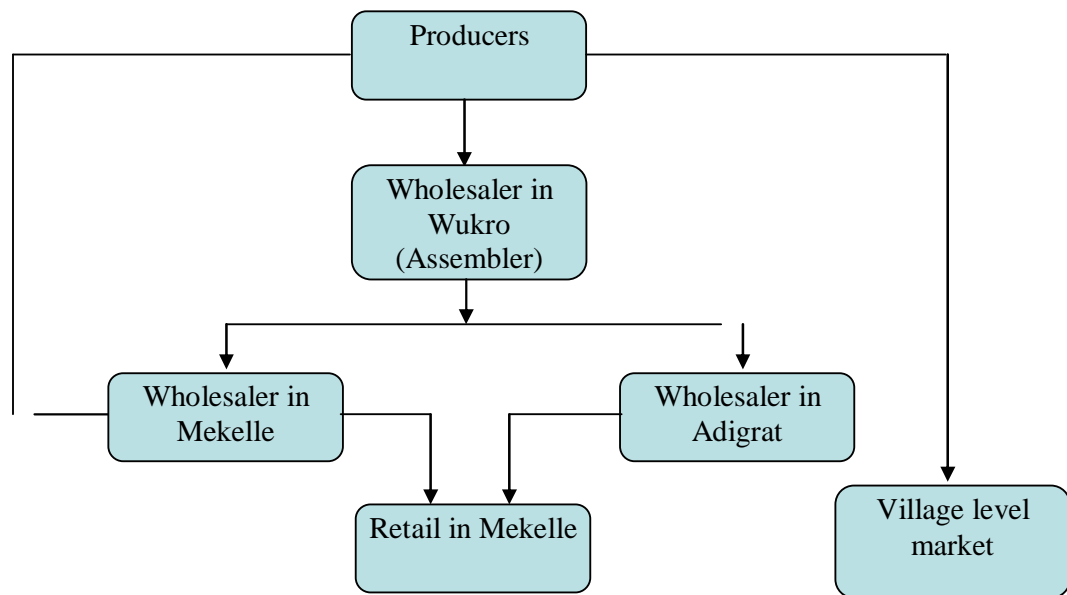 Producers
Wholesaler in
Wukro
(Assembler)
Wholesaler in
Mekelle
Wholesaler in
Adigrat
Retail in Mekelle
Village level
market